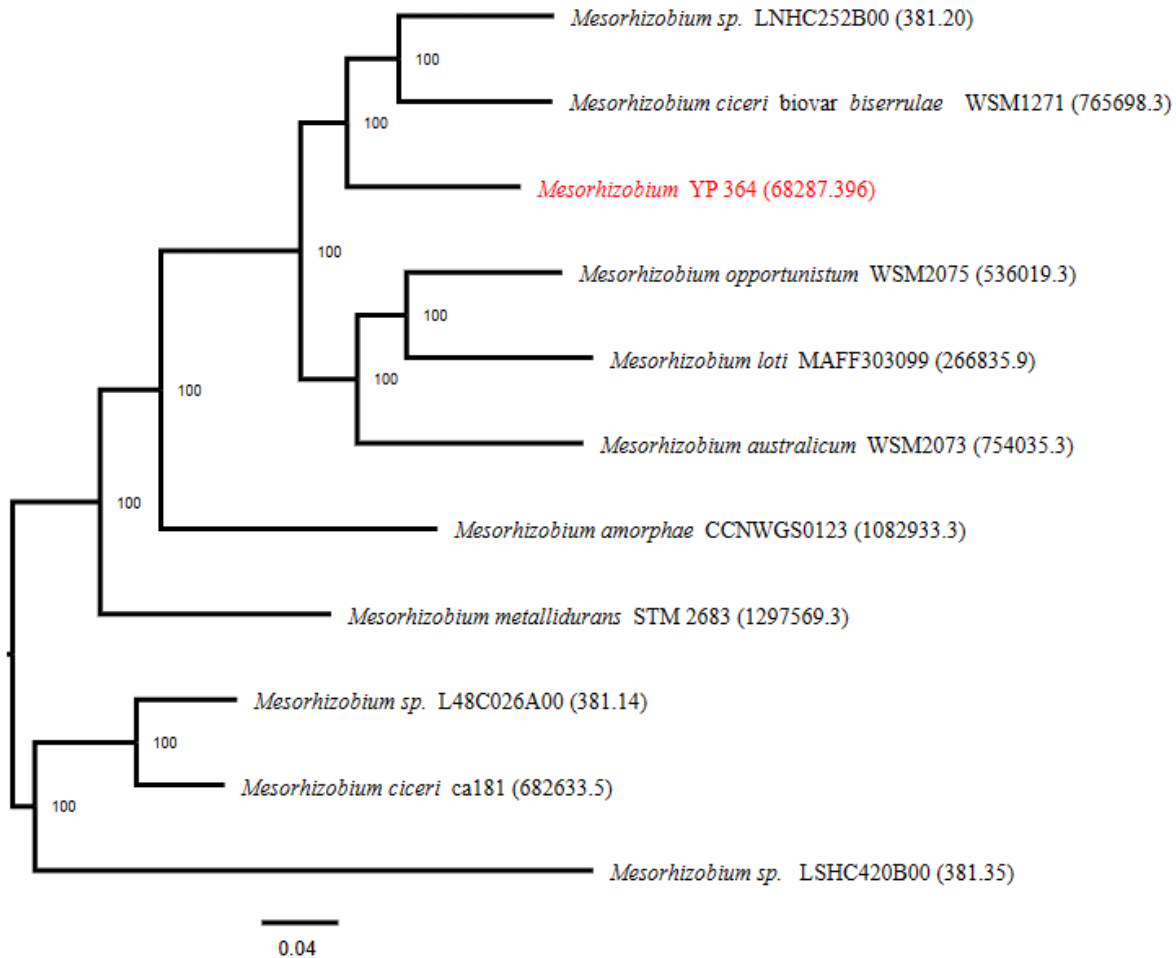 Mesorhizobium sp. LNHC252B00 (381.20)
100
Mesorhizobium ciceri biovar biserrulae WSM1271 (765698.3)
100
Mesorhizobium YP 364 (68287.396)
100
Mesorhizobium opportunistum WSM2075 (536019.3)
100
Mesorhizobium loti MAFF303099 (266835.9)
100
100
Mesorhizobium australicum WSM2073 (754035.3)
100
Mesorhizobium amorphae CCNWGS0123 (1082933.3)
Mesorhizobium metallidurans STM 2683 (1297569.3)
Mesorhizobium sp. L48C026A00 (381.14)
100
Mesorhizobium ciceri ca181 (682633.5)
100
Mesorhizobium sp. LSHC420B00 (381.35)
0.04